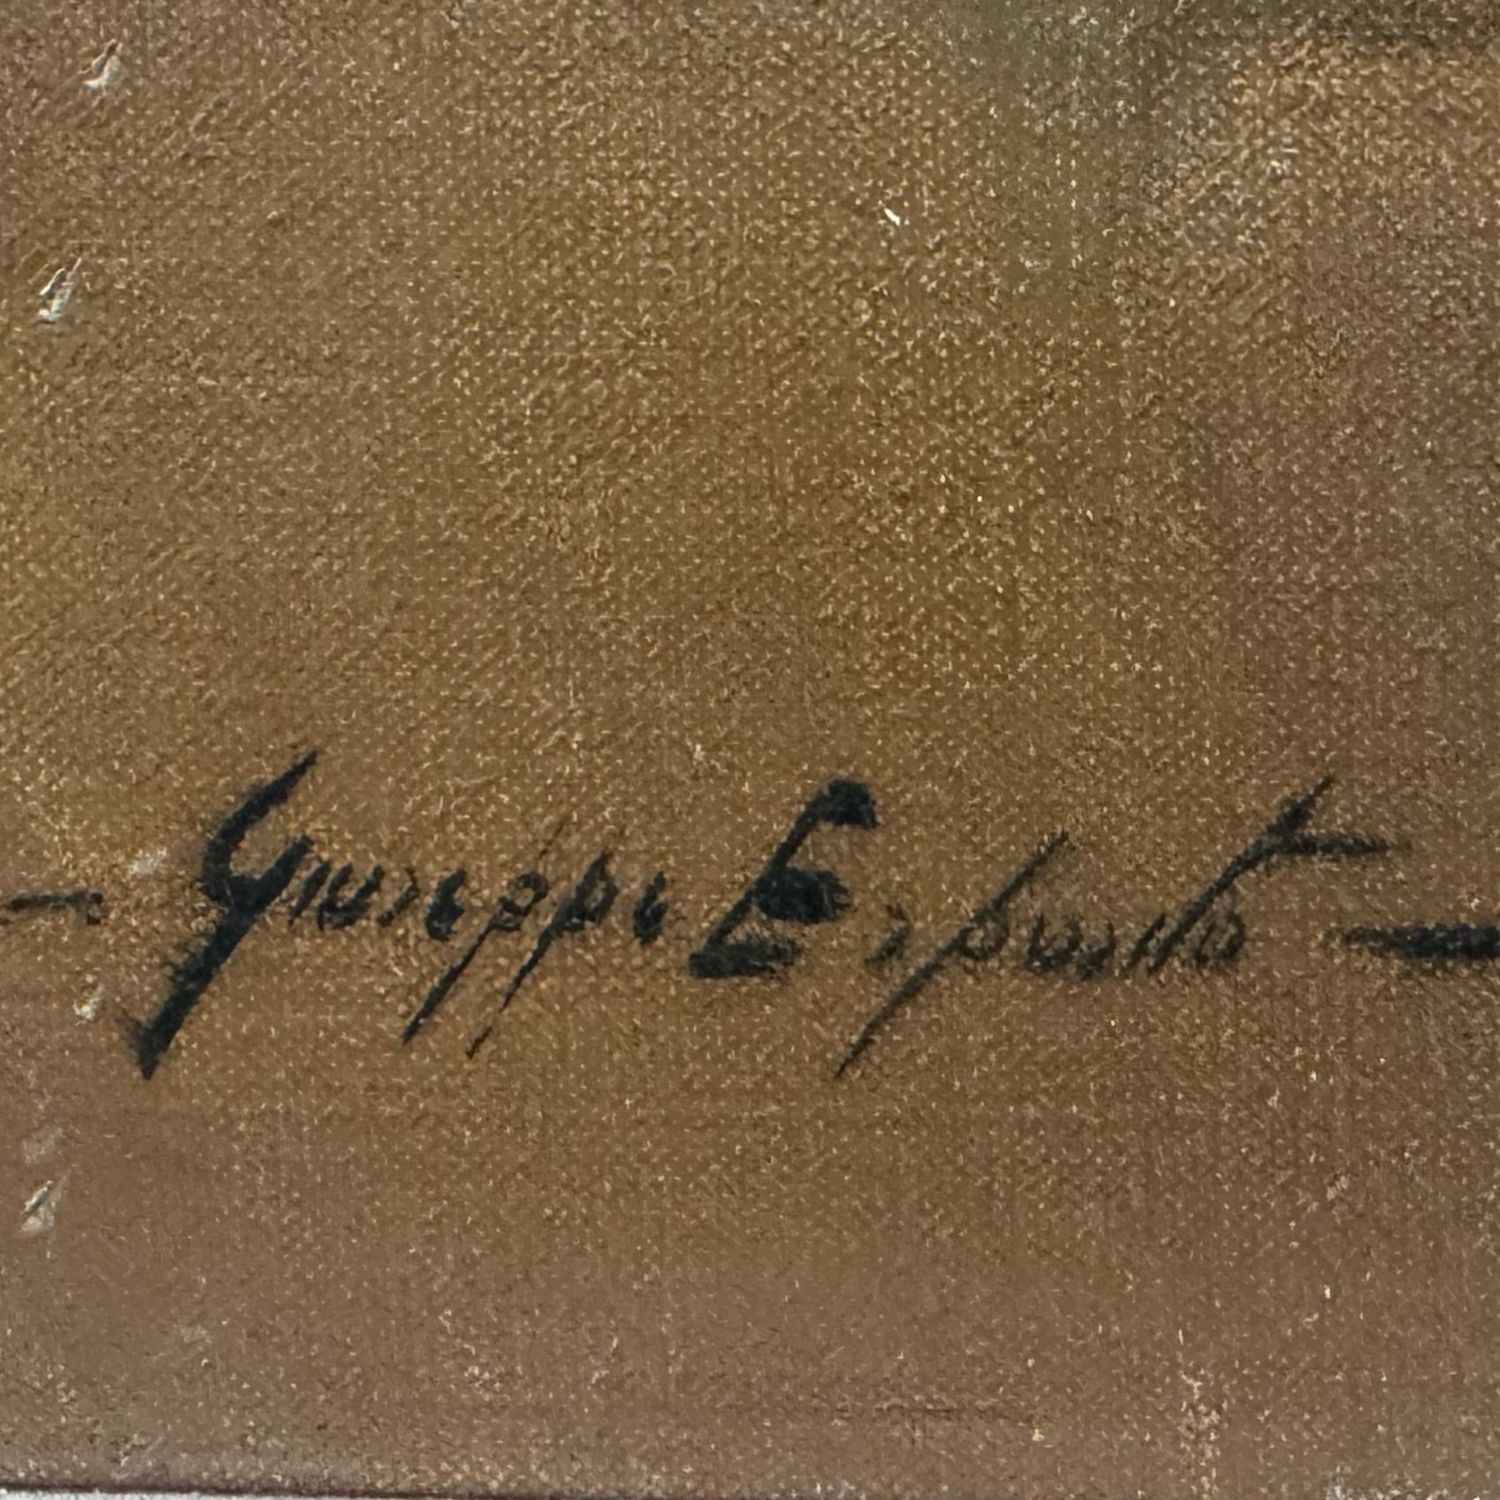 - Giuseppe Esposito -